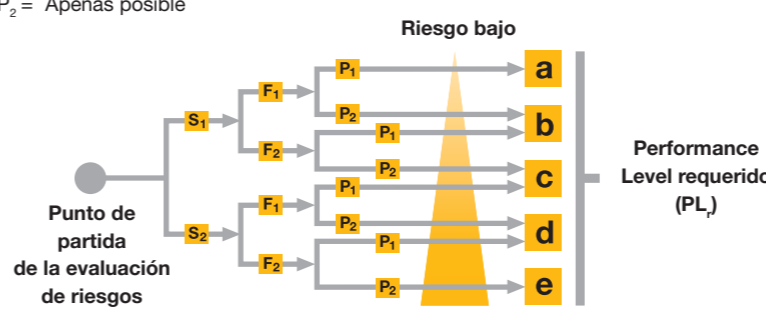 P2 = Apenas posible
Riesgo bajo
P1
a
F1
P2
b
S1
P1
F2
P2
c
Performance
Level requerido
(PLr)
P1
F1
P2
d
Punto de
partida
de la evaluación
de riesgos
S2
P1
F2
P2
e